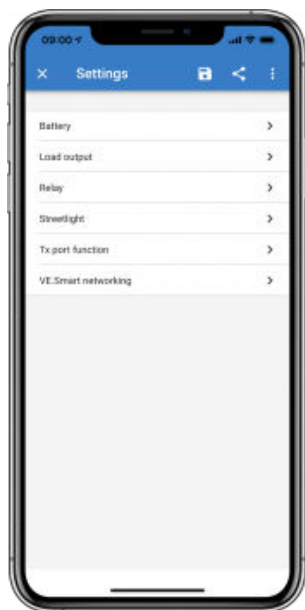 09:00
Settings
Battery
Load output
Relay
Streetlight
Tx port function
VE.Smart networking